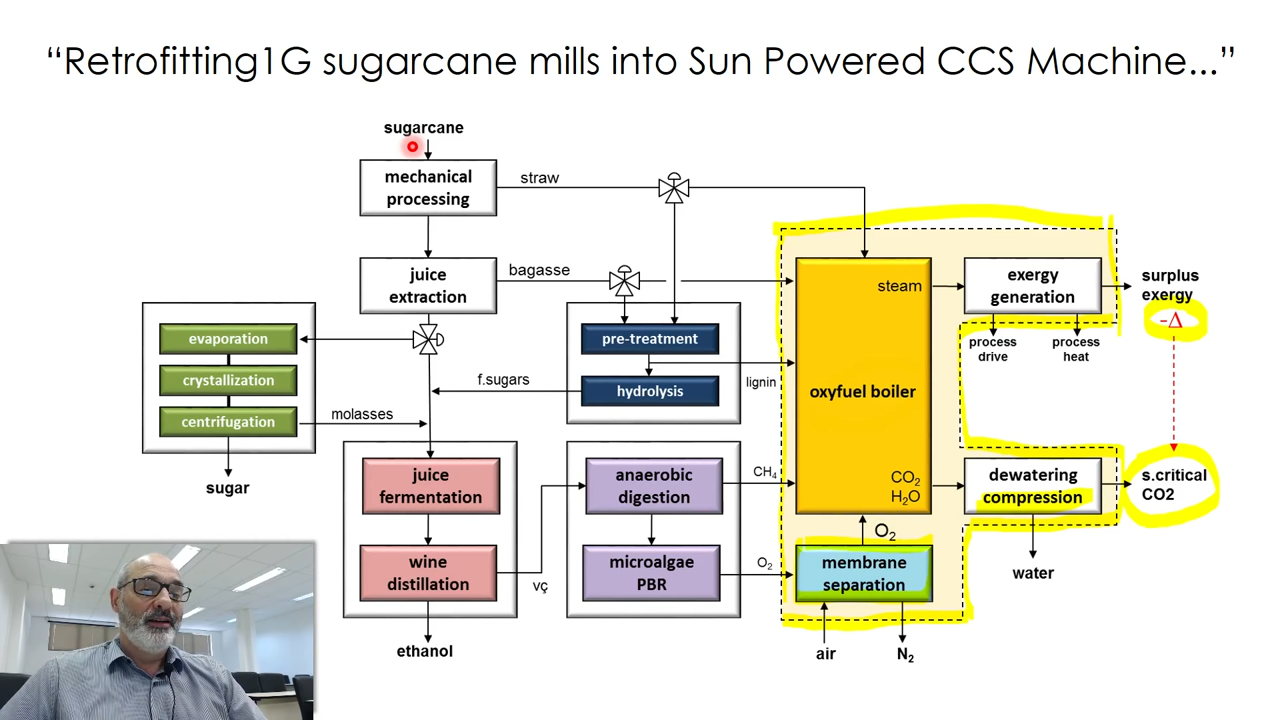 “Retrofitting1G sugarcane mills into Sun Powered CCS Machine...”
sugarcane
mechanical
processing
straw
juice
extraction
bagasse
evaporation
crystallization
centrifugation
molasses
sugar
pre-treatment
hydrolysis
f.sugars
lignin
juice
fermentation
wine
distillation
vç
ethanol
anaerobic
digestion
CH₄
microalgae
PBR
O₂
steam
oxyfuel boiler
CO₂
H₂O
O₂
membrane
separation
air
N₂
exergy
generation
process
drive
process
heat
surplus
exergy
-Δ
dewatering
compression
s.critical
CO2
water